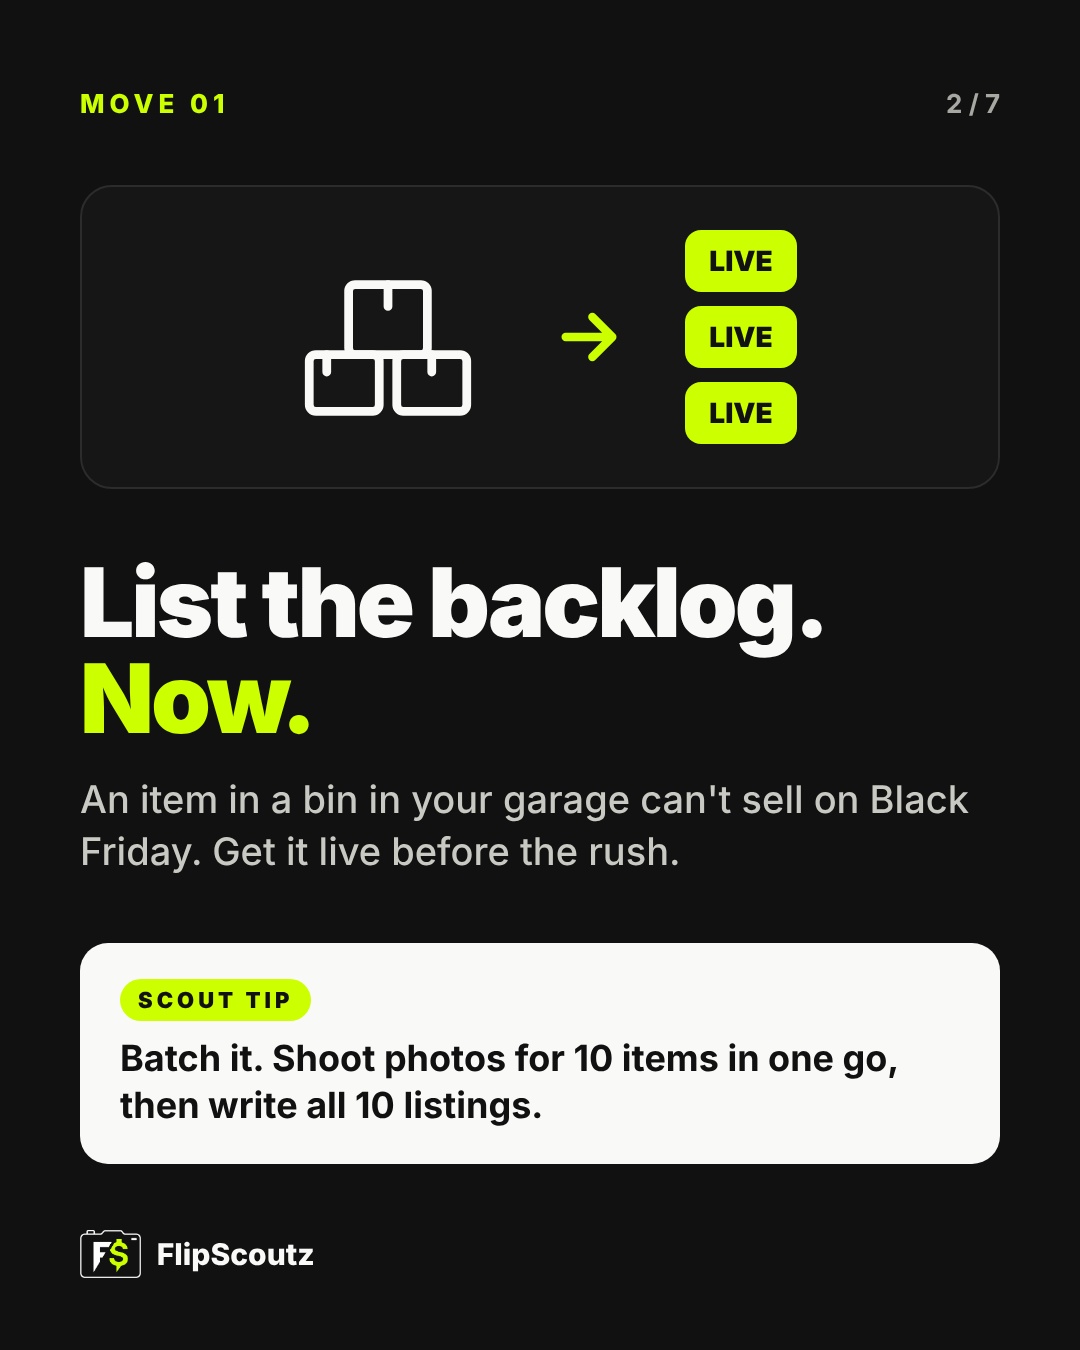 MOVE 01
2/7
LIVE
LIVE
LIVE
List the backlog.
Now.
An item in a bin in your garage can't sell on Black
Friday. Get it live before the rush.
SCOUT TIP
Batch it. Shoot photos for 10 items in one go,
then write all 10 listings.
F$ FlipScoutz